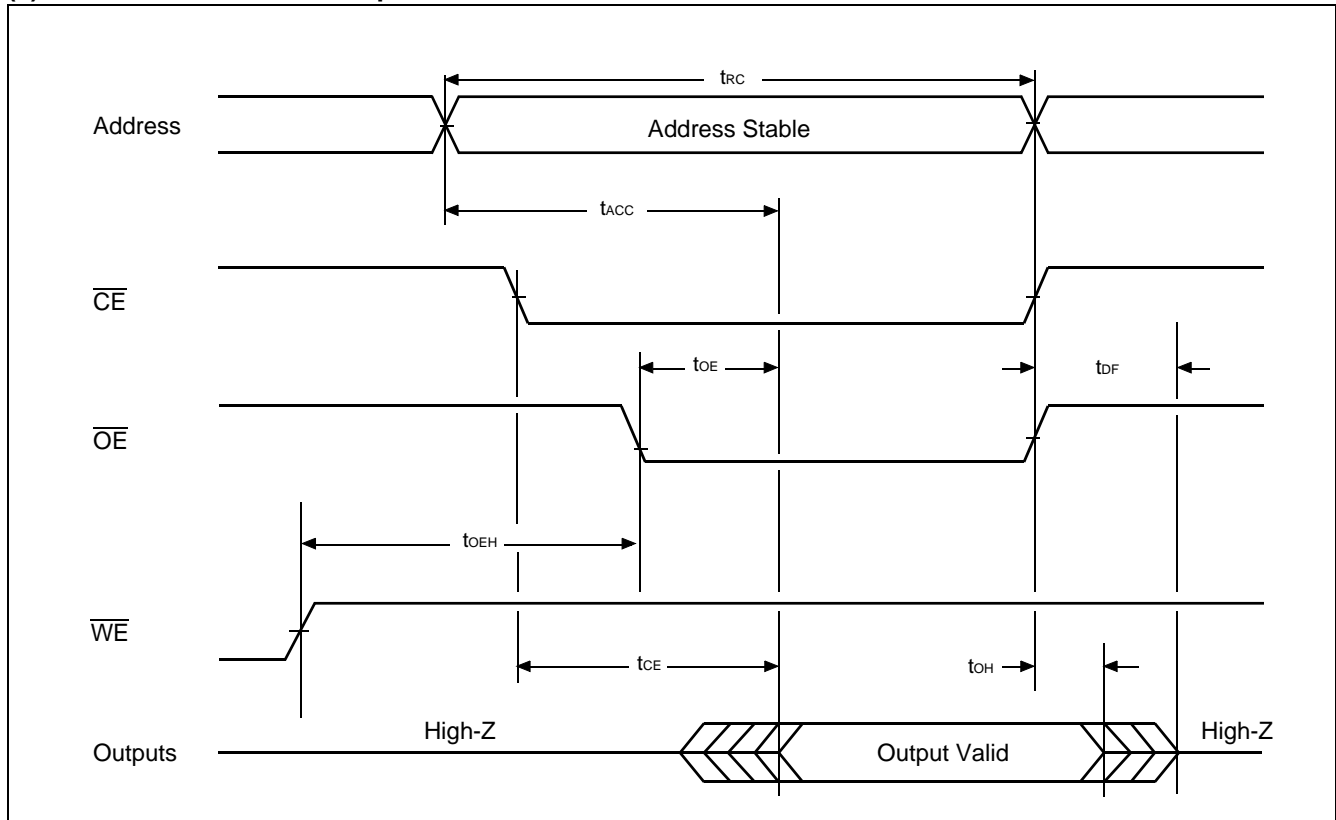 tRC
Address
Address Stable
tACC
CE
tOE
tDF
OE
tOEH
WE
tCE
tOH
High-Z
High-Z
Outputs
Output Valid